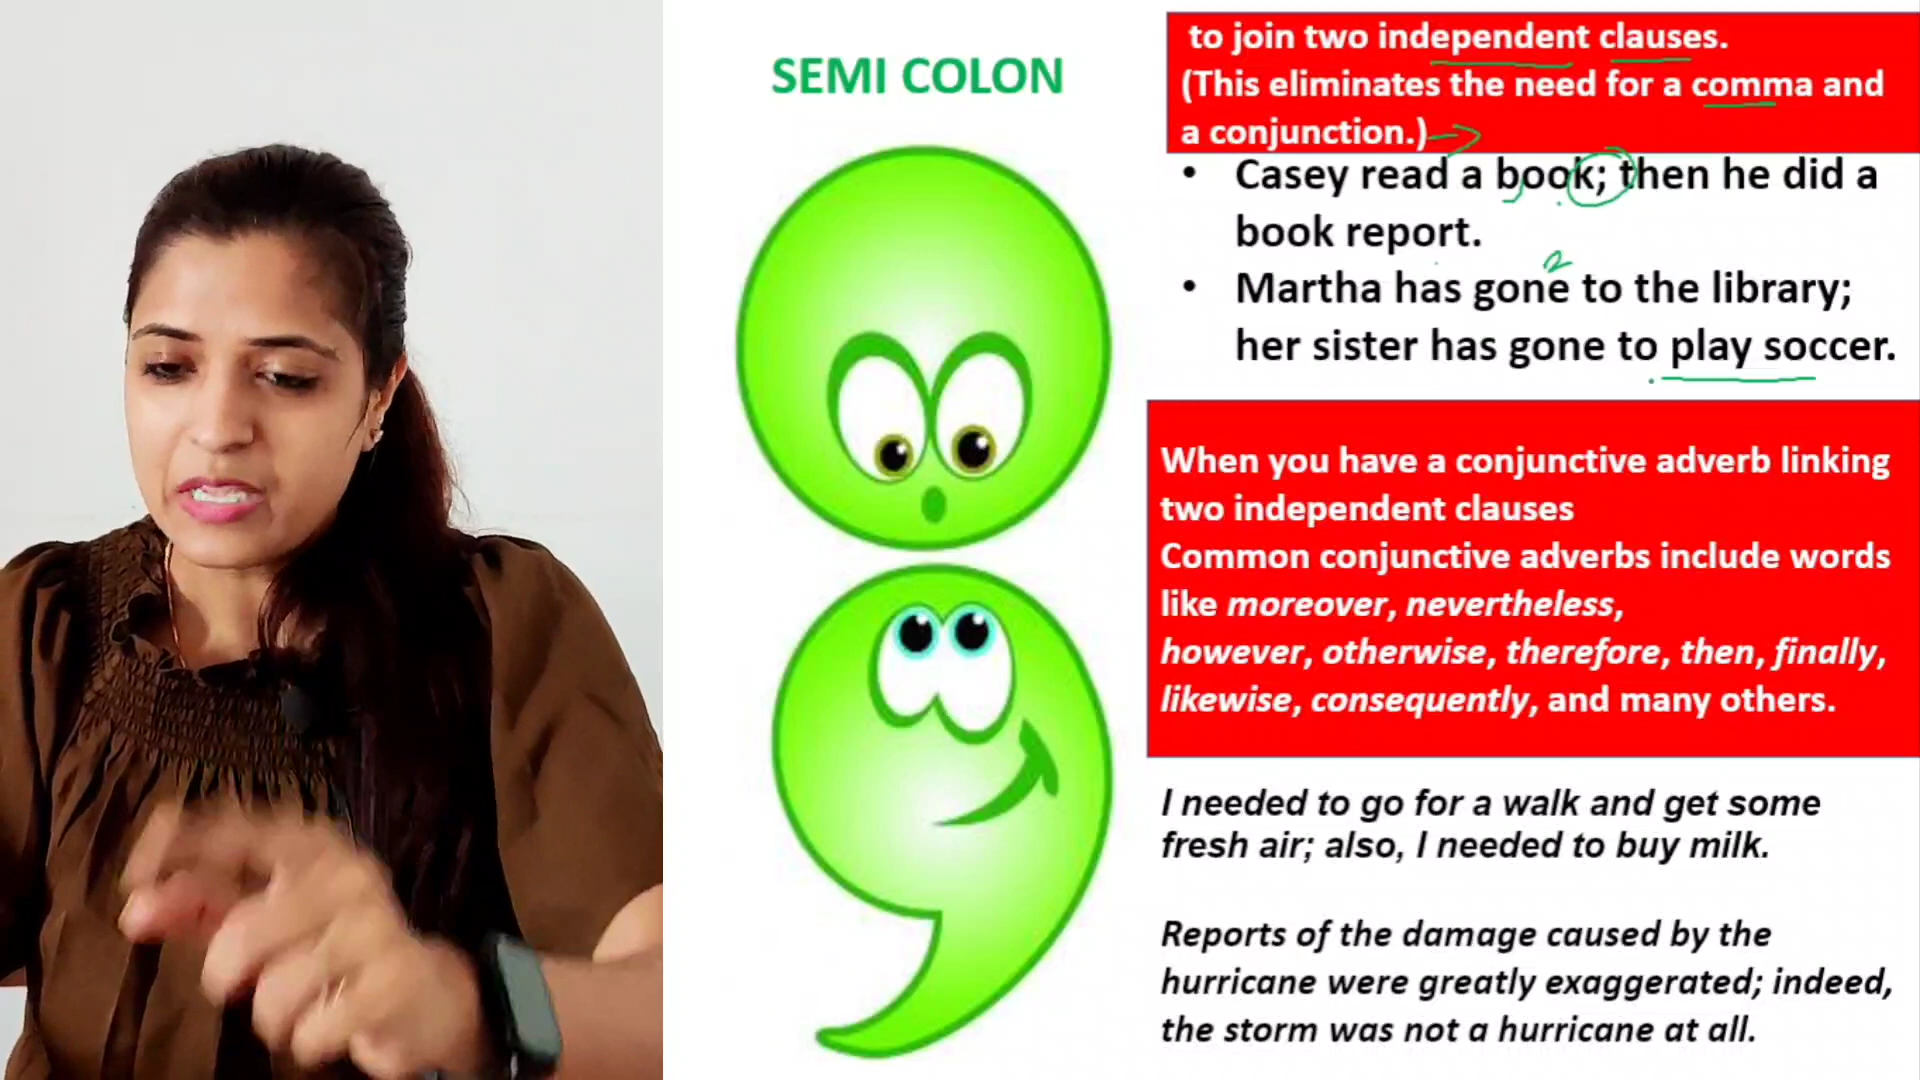 SEMI COLON
to join two independent clauses.
(This eliminates the need for a comma and
a conjunction.)
• Casey read a book; then he did a
book report.
2
• Martha has gone to the library;
her sister has gone to play soccer.
When you have a conjunctive adverb linking
two independent clauses
Common conjunctive adverbs include words
like moreover, nevertheless,
however, otherwise, therefore, then, finally,
likewise, consequently, and many others.
I needed to go for a walk and get some
fresh air; also, I needed to buy milk.
Reports of the damage caused by the
hurricane were greatly exaggerated; indeed,
the storm was not a hurricane at all.